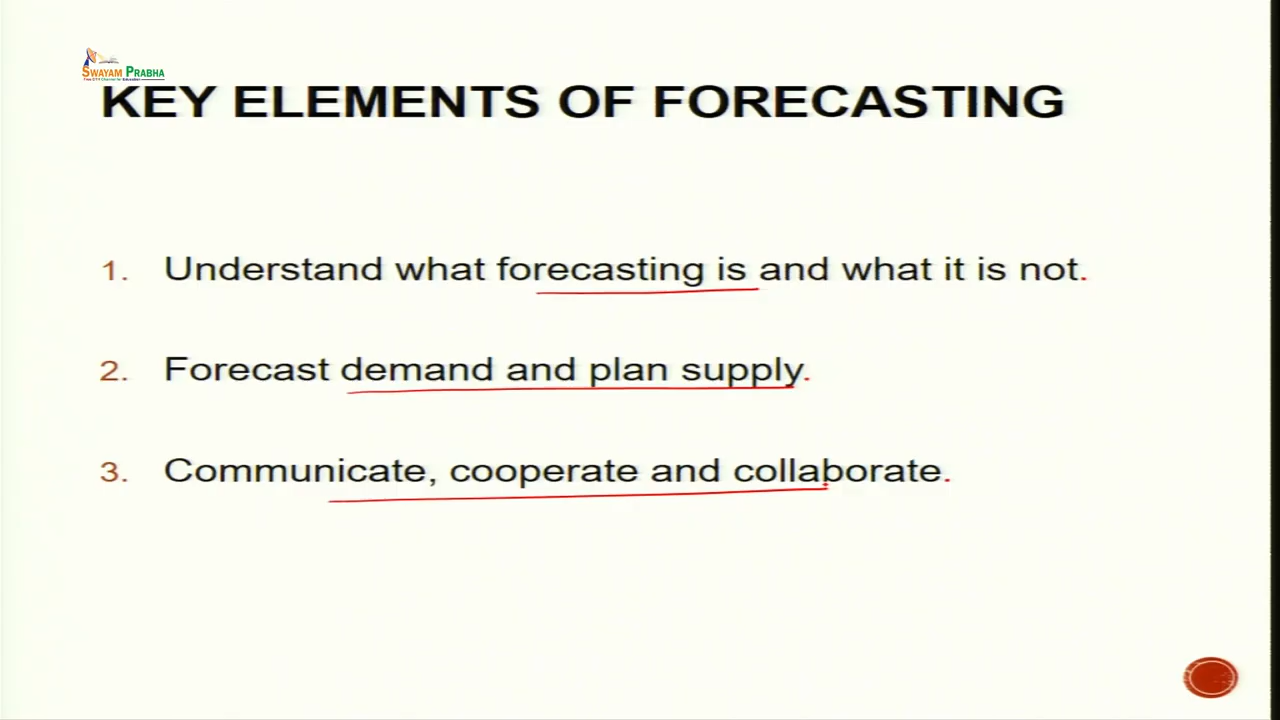 SWAYAM PRABHA
KEY ELEMENTS OF FORECASTING
1. Understand what forecasting is and what it is not.
2. Forecast demand and plan supply.
3. Communicate, cooperate and collaborate.